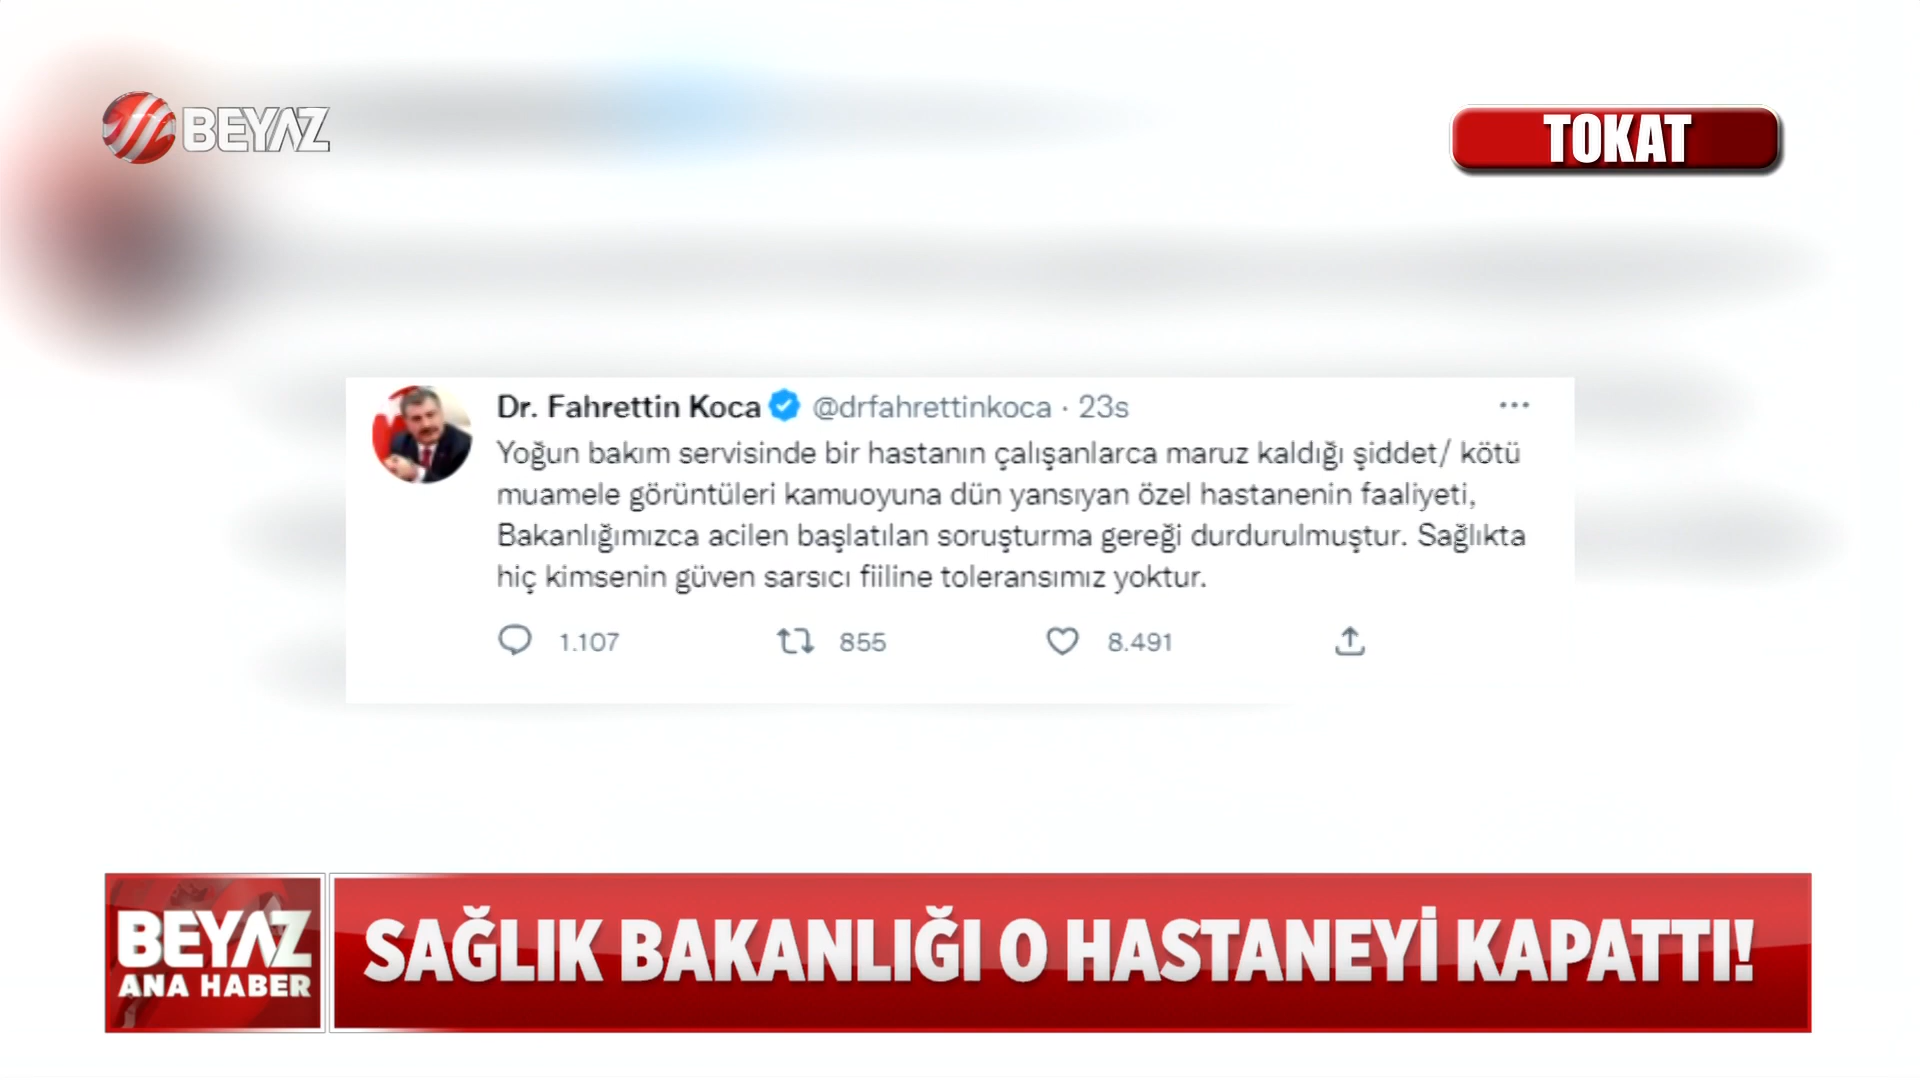 BEYAZ
TOKAT
Dr. Fahrettin Koca @drfahrettinkoca · 23s
Yoğun bakım servisinde bir hastanın çalışanlarca maruz kaldığı şiddet/ kötü
muamele görüntüleri kamuoyuna dün yansıyan özel hastanenin faaliyeti,
Bakanlığımızca acilen başlatılan soruşturma gereği durdurulmuştur. Sağlıkta
hiç kimsenin güven sarsıcı fiiline toleransımız yoktur.
1.107 855 8.491
BEYAZ
ANA HABER
SAĞLIK BAKANLIĞI O HASTANEYİ KAPATTI!